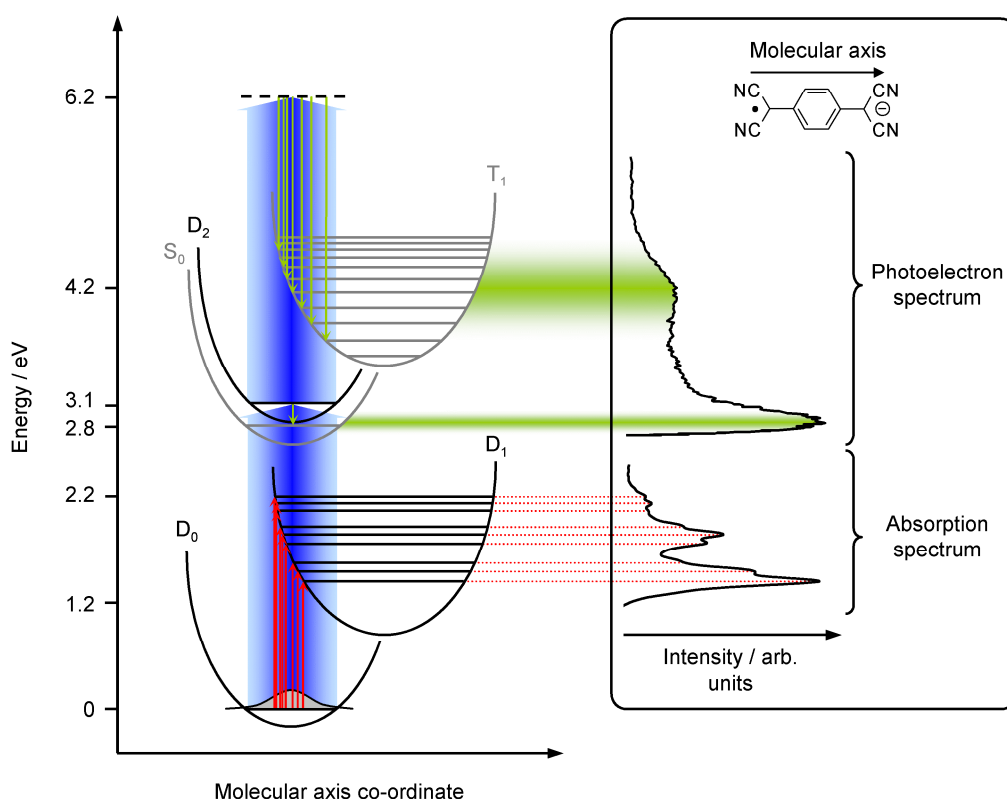 Energy / eV
6.2
4.2
3.1
2.8
2.2
1.2
0
T₁
D₂
S₀
D₁
D₀
Molecular axis co-ordinate
Molecular axis
NC
CN
NC
CN
Photoelectron
spectrum
Absorption
spectrum
Intensity / arb.
units